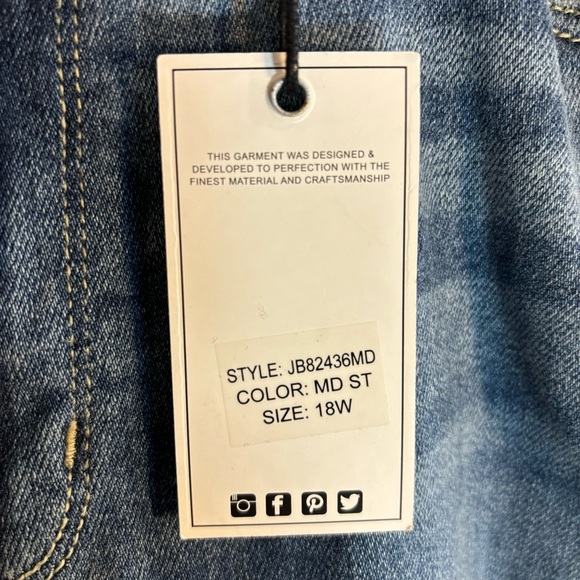 THIS GARMENT WAS DESIGNED &
DEVELOPED TO PERFECTION WITH THE
FINEST MATERIAL AND CRAFTSMANSHIP
STYLE: JB82436MD
COLOR: MD ST
SIZE: 18W